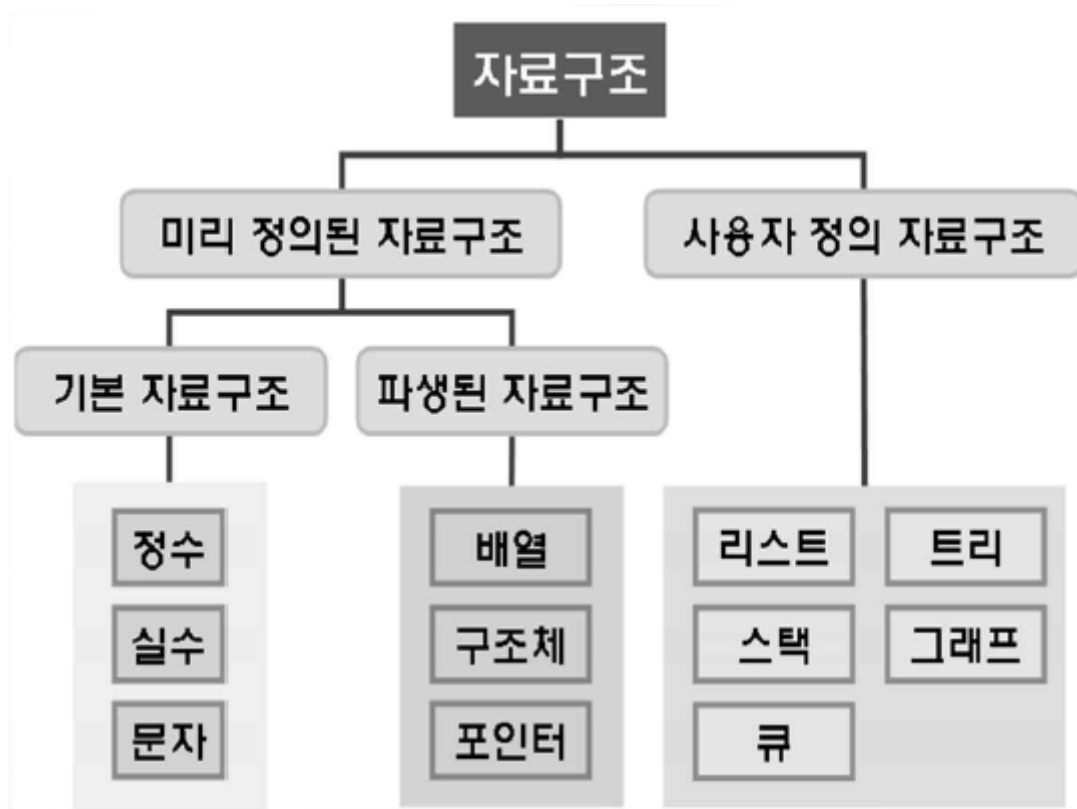 자료구조
미리 정의된 자료구조
사용자 정의 자료구조
기본 자료구조
파생된 자료구조
정수
실수
문자
배열
구조체
포인터
리스트
트리
스택
그래프
큐